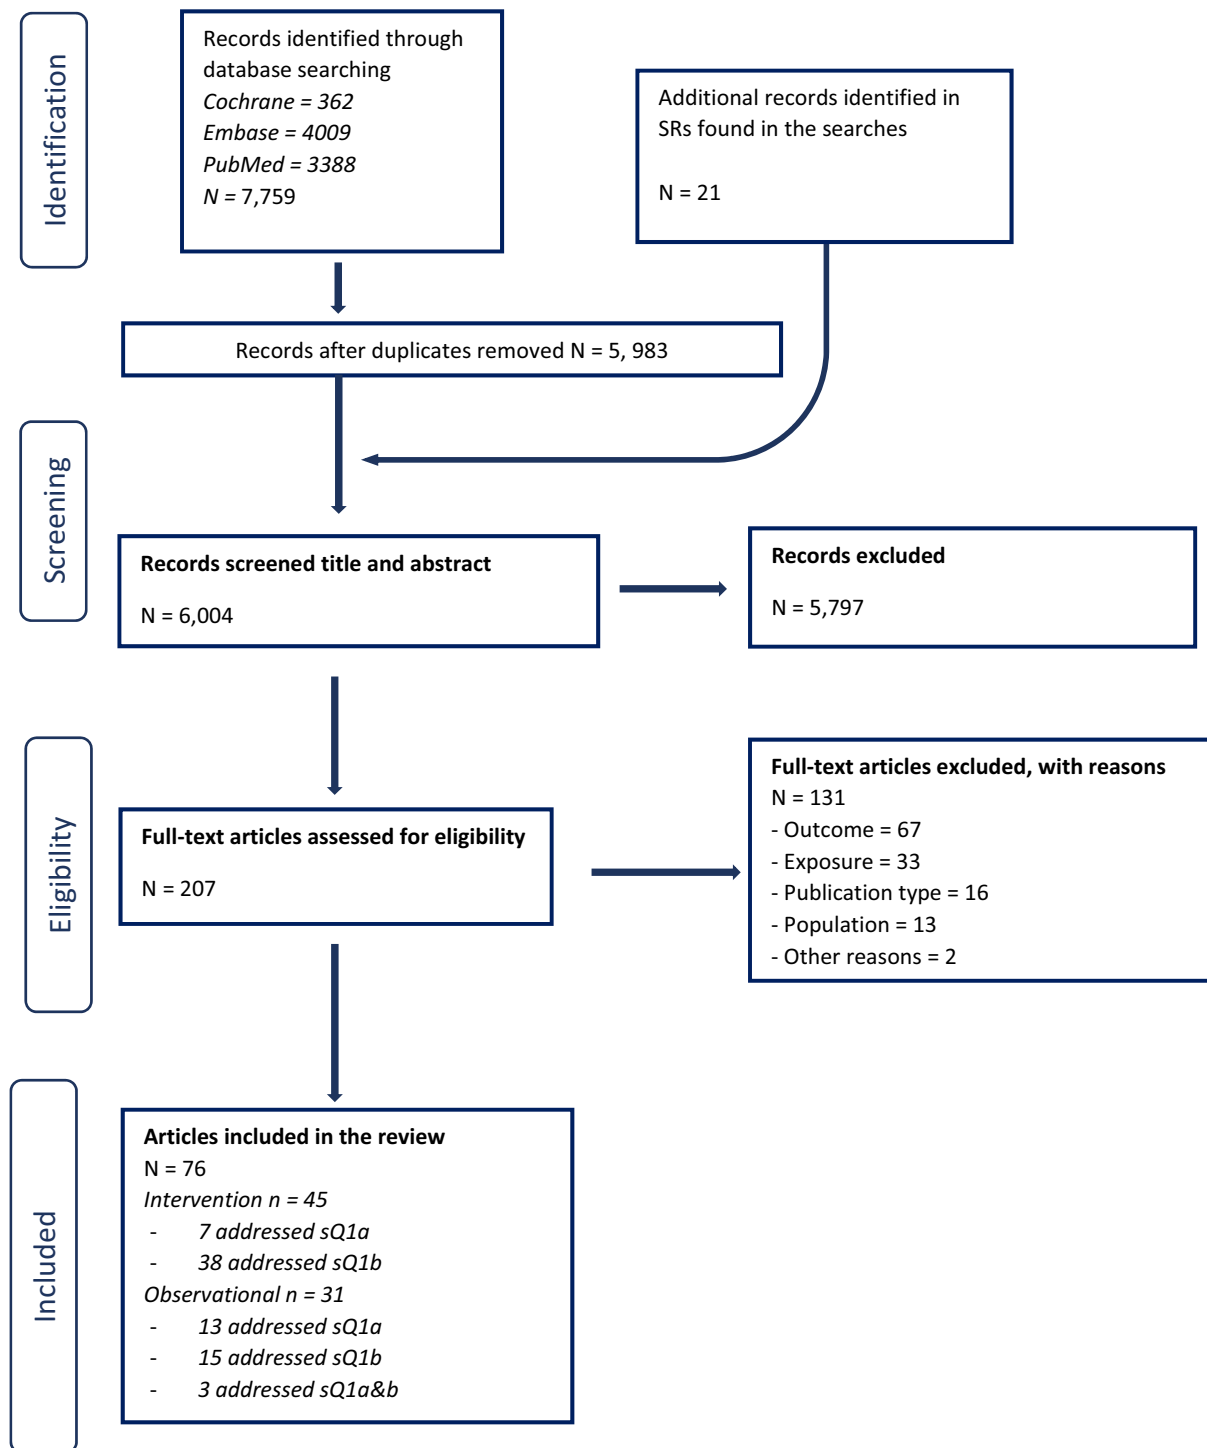 Identification
Records identified through
database searching
Cochrane = 362
Embase = 4009
PubMed = 3388
N = 7,759
Additional records identified in
SRs found in the searches
N = 21
Records after duplicates removed N = 5, 983
Screening
Records screened title and abstract
N = 6,004
Records excluded
N = 5,797
Eligibility
Full-text articles assessed for eligibility
N = 207
Full-text articles excluded, with reasons
N = 131
- Outcome = 67
- Exposure = 33
- Publication type = 16
- Population = 13
- Other reasons = 2
Included
Articles included in the review
N = 76
Intervention n = 45
- 7 addressed sQ1a
- 38 addressed sQ1b
Observational n = 31
- 13 addressed sQ1a
- 15 addressed sQ1b
- 3 addressed sQ1a&b